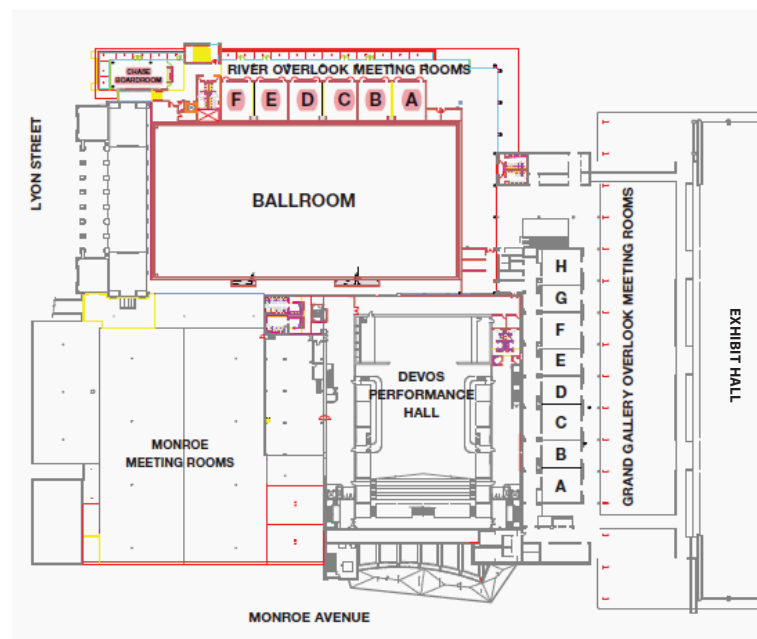 CHASE
BOARDROOM
RIVER OVERLOOK MEETING ROOMS
F E D C B A
LYON STREET
BALLROOM
H
G
F
E
D
C
B
A
GRAND GALLERY OVERLOOK MEETING ROOMS
EXHIBIT HALL
DEVOS
PERFORMANCE
HALL
MONROE
MEETING ROOMS
MONROE AVENUE